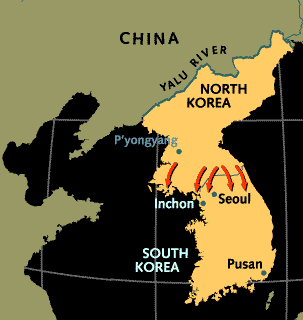 CHINA
YALU RIVER
NORTH
KOREA
P'yongyang
Inchon
Seoul
SOUTH
KOREA
Pusan